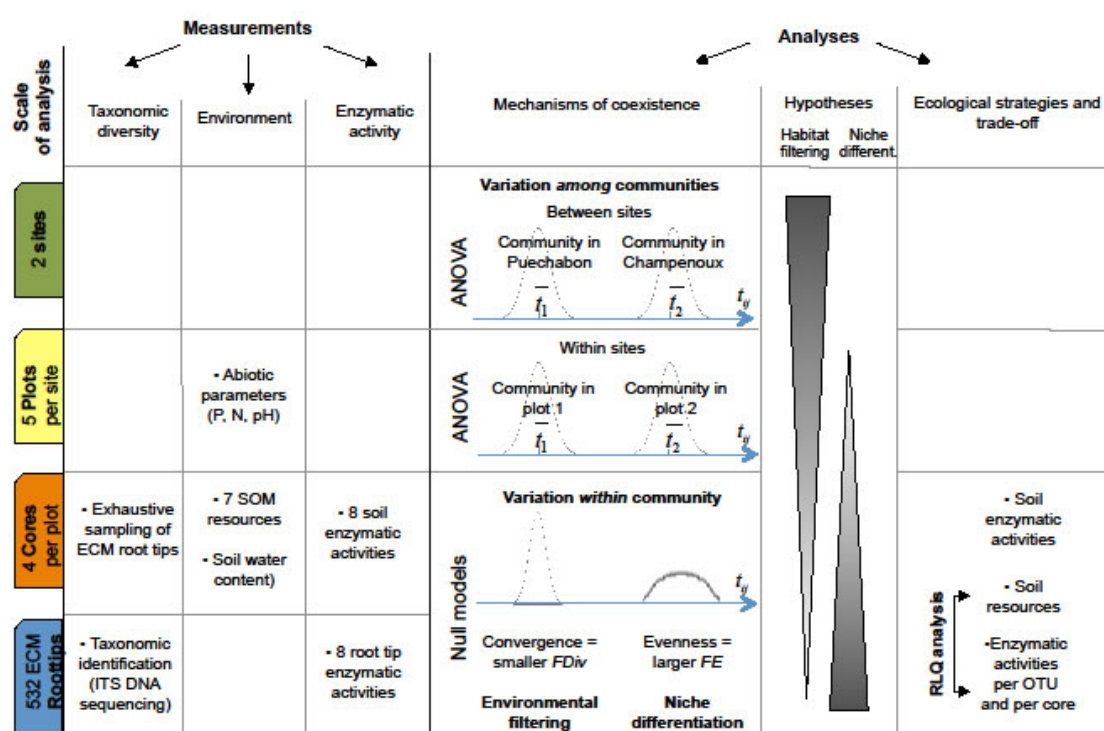 Measurements
Analyses
Scale
of analysis
Taxonomic
diversity
Environment
Enzymatic
activity
Mechanisms of coexistence
Hypotheses
Habitat
filtering
Niche
different.
Ecological strategies and
trade-off
2 sites
ANOVA
Variation among communities
Between sites
Community in
Puechabon
Community in
Champenoux
t1
t2
tij
5 Plots
per site
- Abiotic
parameters
(P, N, pH)
ANOVA
Within sites
Community in
plot 1
Community in
plot 2
t1
t2
tij
4 Cores
per plot
- Exhaustive
sampling of
ECM root tips
- 7 SOM
resources
- Soil water
content)
- 8 soil
enzymatic
activities
Null models
Variation within community
tij
Convergence =
smaller FDiv
Evenness =
larger FE
Environmental
filtering
Niche
differentiation
- Soil
enzymatic
activities
532 ECM
Roottips
- Taxonomic
identification
(ITS DNA
sequencing)
- 8 root tip
enzymatic
activities
RLQ analysis
- Soil
resources
-Enzymatic
activities
per OTU
and per core